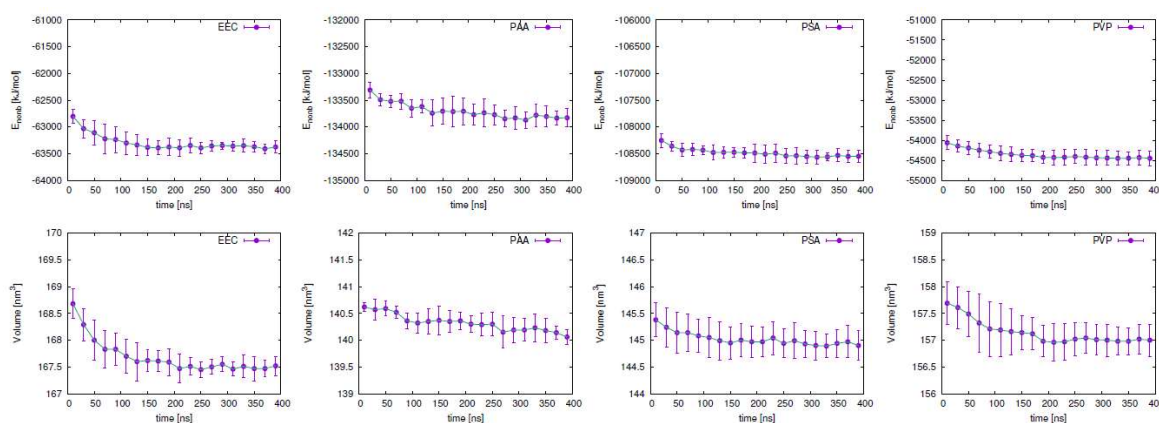 -61000
-61500
-62000
-62500
-63000
-63500
-64000
0 50 100 150 200 250 300 350 400
E_nonb [kJ/mol]
time [ns]
EEC
-132000
-133000
-134000
-135000
0 50 100 150 200 250 300 350 400
E_nonb [kJ/mol]
time [ns]
PAA
-106000
-106500
-107000
-107500
-108000
-108500
-109000
0 50 100 150 200 250 300 350 400
E_nonb [kJ/mol]
time [ns]
PSA
-51000
-51500
-52000
-52500
-53000
-53500
-54000
-54500
-55000
0 50 100 150 200 250 300 350 40
E_nonb [kJ/mol]
time [ns]
PVP
170
169.5
169
168.5
168
167.5
167
0 50 100 150 200 250 300 350 400
Volume [nm³]
time [ns]
EEC
142
141.5
141
140.5
140
139.5
139
0 50 100 150 200 250 300 350 400
Volume [nm³]
time [ns]
PAA
147
146.5
146
145.5
145
144.5
144
0 50 100 150 200 250 300 350 400
Volume [nm³]
time [ns]
PSA
159
158.5
158
157.5
157
156.5
156
0 50 100 150 200 250 300 350 40
Volume [nm³]
time [ns]
PVP